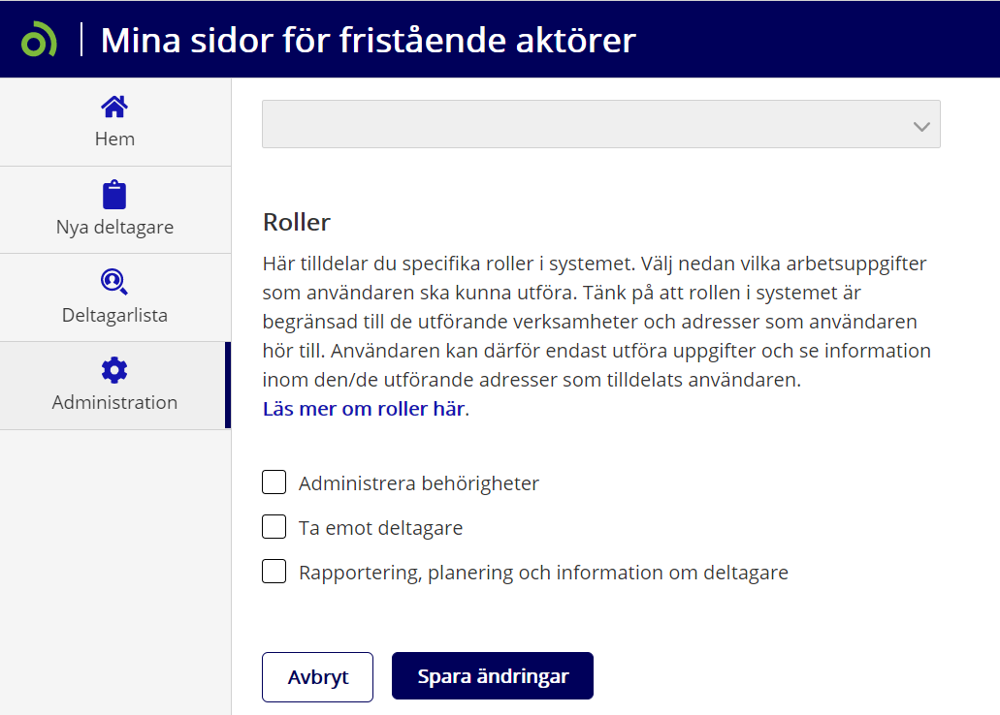 Mina sidor för fristående aktörer
Hem
Nya deltagare
Deltagarlista
Administration
Roller
Här tilldelar du specifika roller i systemet. Välj nedan vilka arbetsuppgifter
som användaren ska kunna utföra. Tänk på att rollen i systemet är
begränsad till de utförande verksamheter och adresser som användaren
hör till. Användaren kan därför endast utföra uppgifter och se information
inom den/de utförande adresser som tilldelats användaren.
Läs mer om roller här.
Administrera behörigheter
Ta emot deltagare
Rapportering, planering och information om deltagare
Avbryt
Spara ändringar